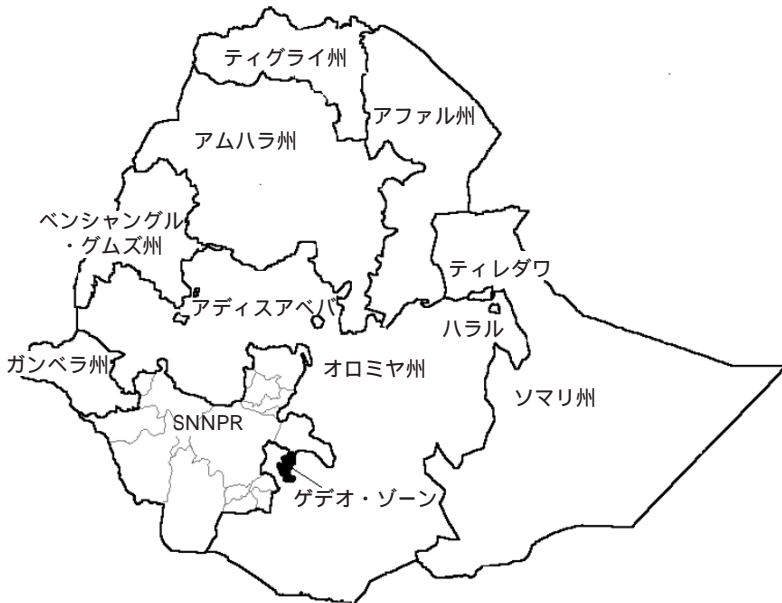 ティグライ州
アファル州
アムハラ州
ベンシャングル
・グムズ州
ティレダワ
アディスアベバ
ハラル
ガンベラ州
オロミヤ州
ソマリ州
SNNPR
ゲデオ・ゾーン